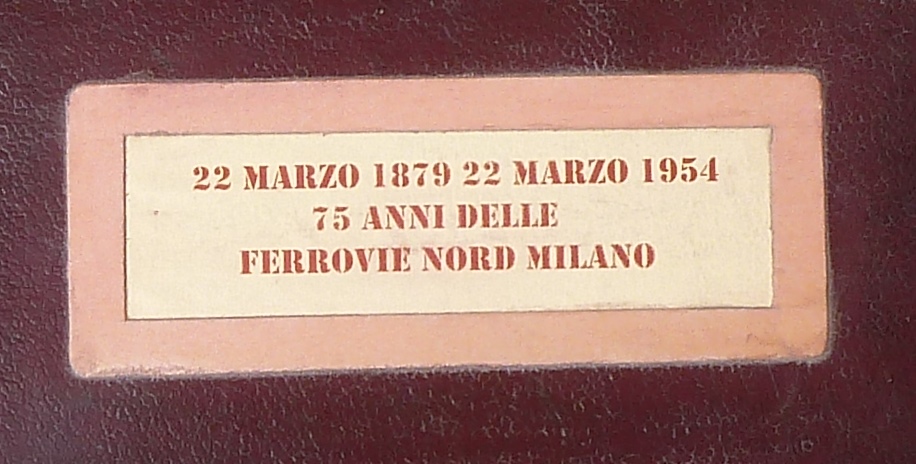 22 MARZO 1879 22 MARZO 1954
75 ANNI DELLE
FERROVIE NORD MILANO